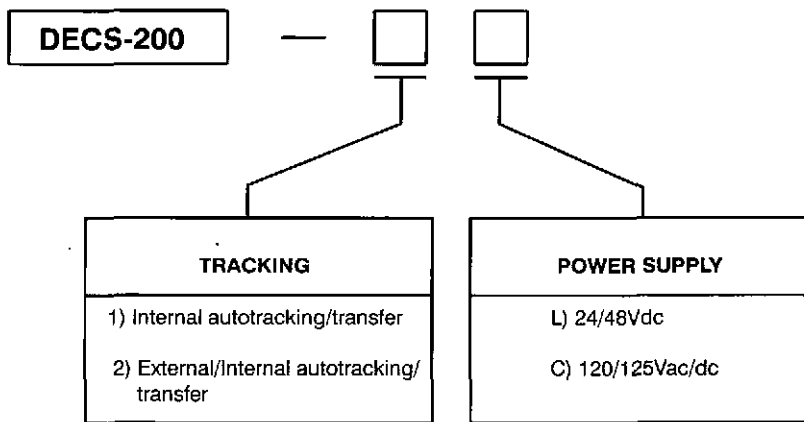 DECS-200 —
TRACKING
1) Internal autotracking/transfer
2) External/Internal autotracking/
transfer
POWER SUPPLY
L) 24/48Vdc
C) 120/125Vac/dc